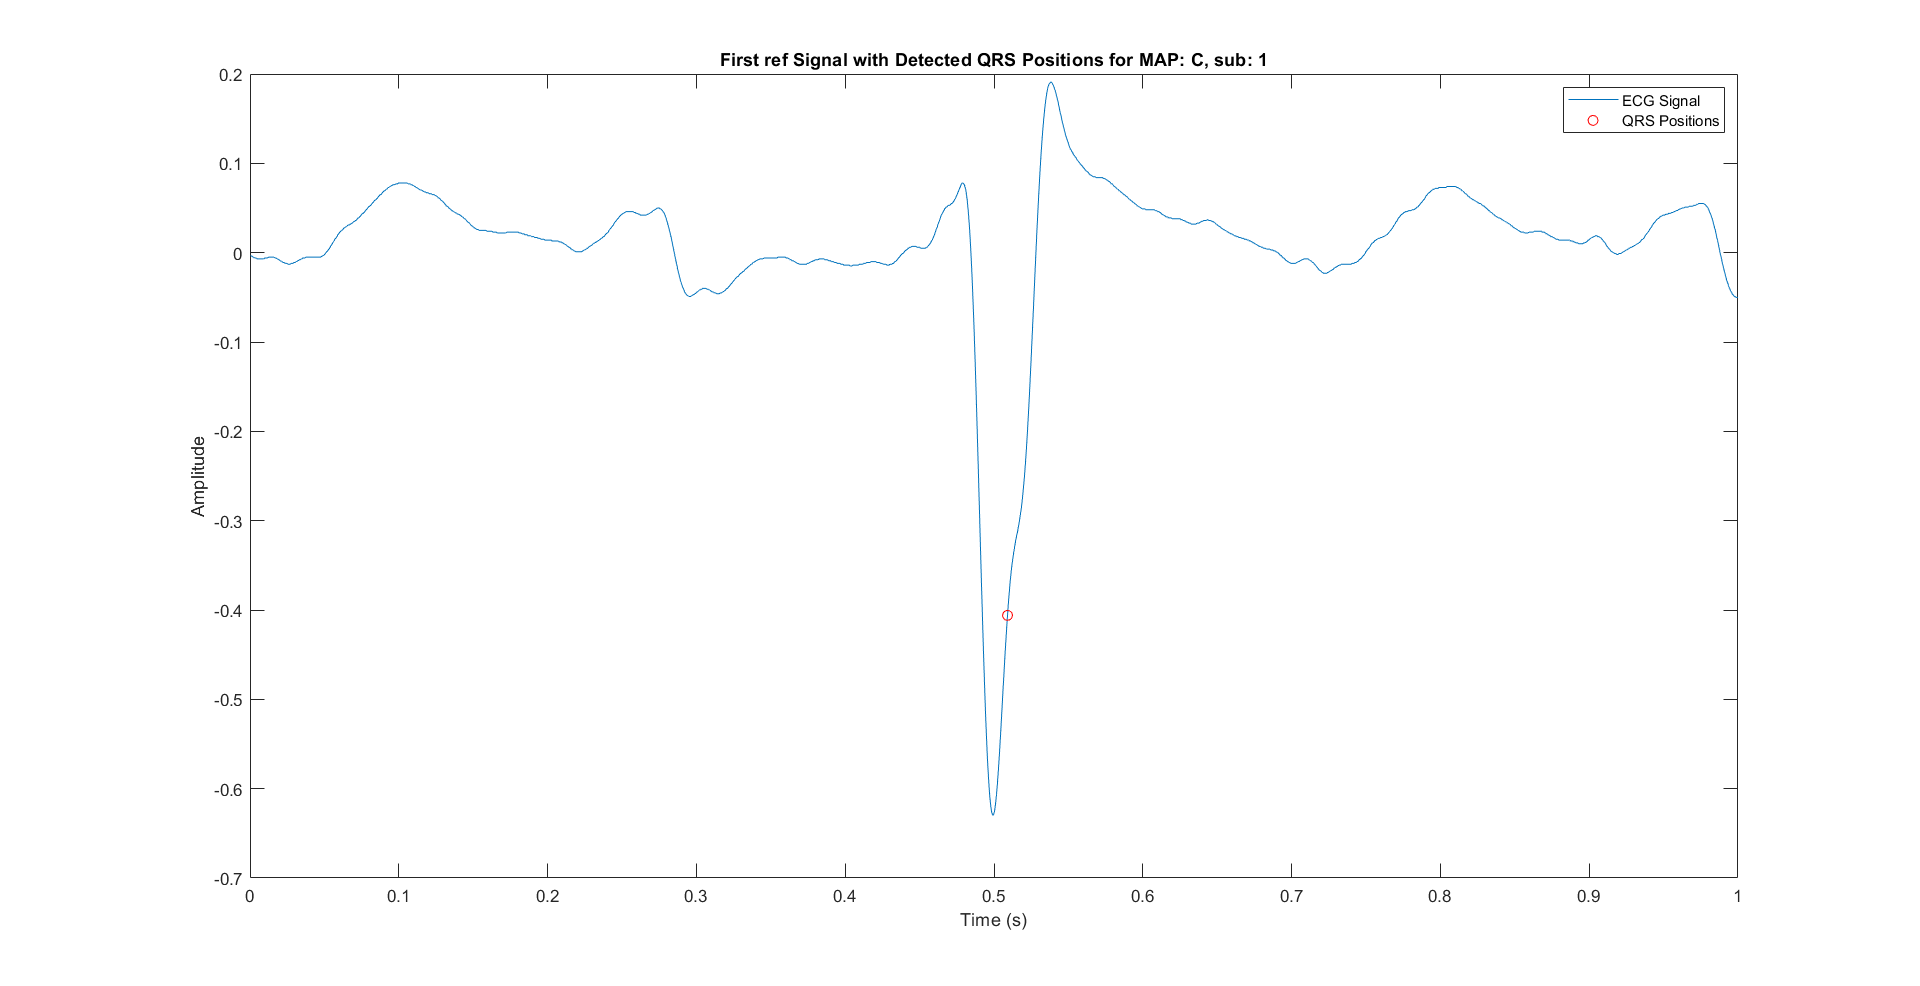 First ref Signal with Detected QRS Positions for MAP: C, sub: 1
ECG Signal
QRS Positions
0.2
0.1
0
-0.1
-0.2
-0.3
-0.4
-0.5
-0.6
-0.7
Amplitude
0 0.1 0.2 0.3 0.4 0.5 0.6 0.7 0.8 0.9 1
Time (s)